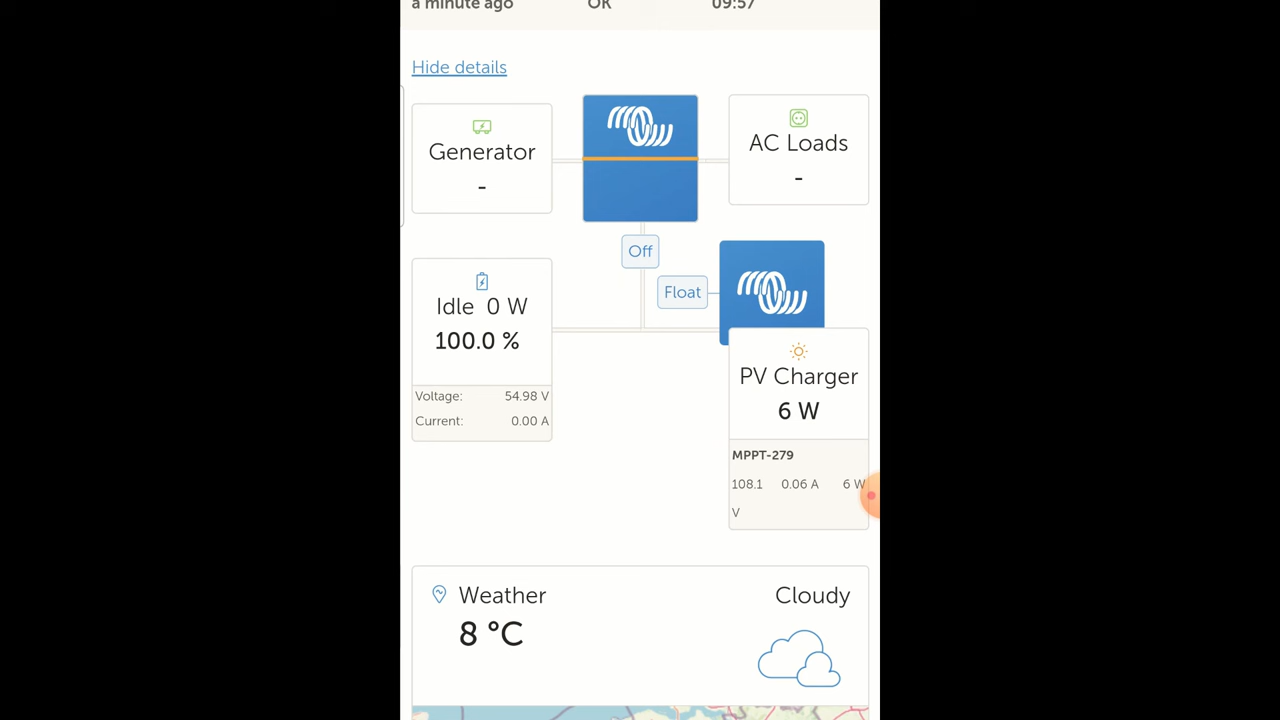 a minute ago OK 09:57
Hide details
Generator
-
AC Loads
-
Off
Float
Idle 0 W
100.0 %
Voltage: 54.98 V
Current: 0.00 A
PV Charger
6 W
MPPT-279
108.1 0.06 A 6 W
V
Weather Cloudy
8 °C